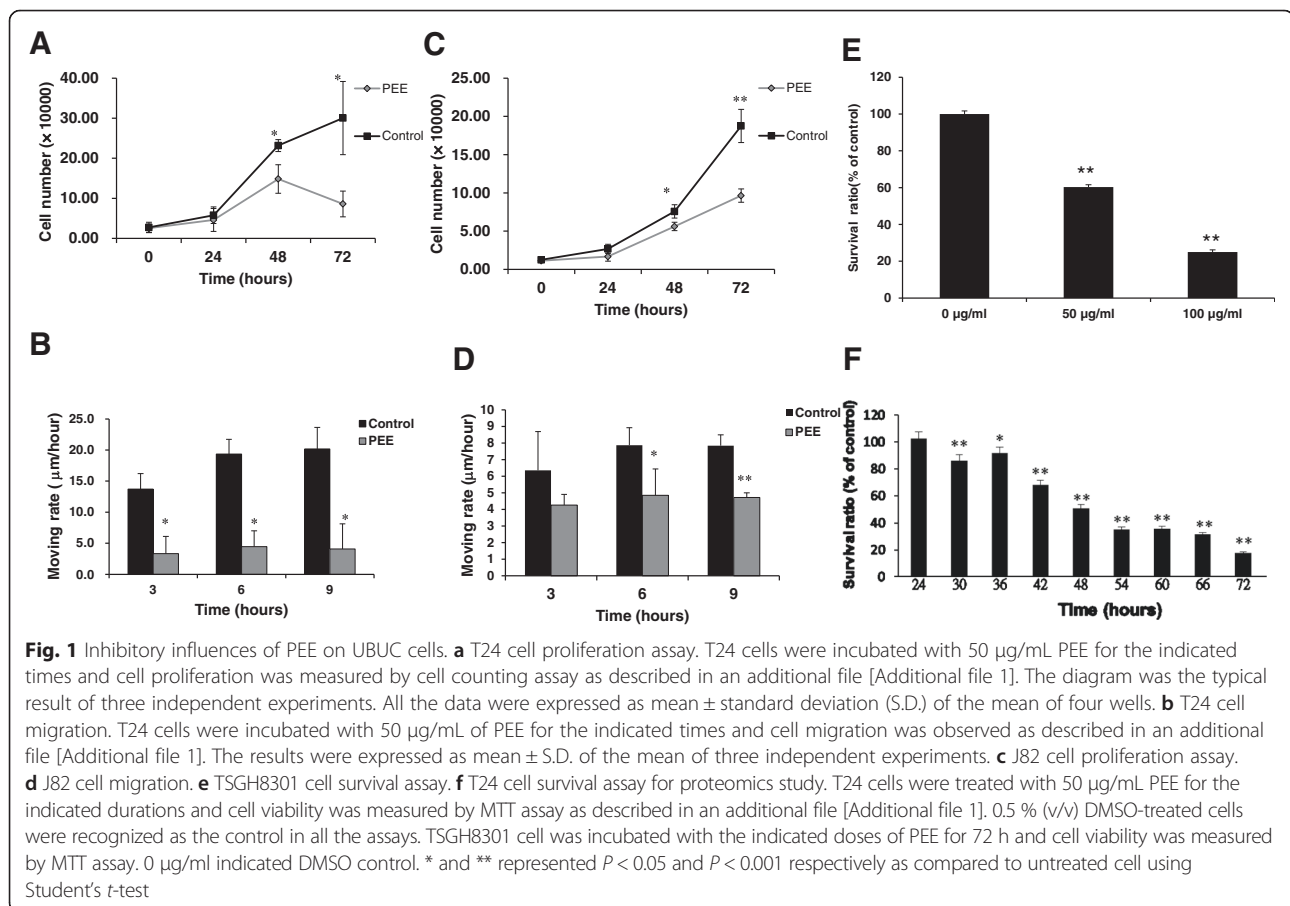 A
40.00
30.00
20.00
10.00
0.00
Cell number (× 10000)
0 24 48 72
Time (hours)
* *
PEE
Control
C
25.00
20.00
15.00
10.00
5.00
0.00
Cell number (× 10000)
0 24 48 72
Time (hours)
* **
PEE
Control
E
120
100
80
60
40
20
0
Survival ratio(% of control)
** **
0 µg/ml 50 µg/ml 100 µg/ml
B
25.0
20.0
15.0
10.0
5.0
0.0
Moving rate ( µm/hour)
* * *
3 6 9
Time (hours)
Control
PEE
D
10
9
8
7
6
5
4
3
2
1
0
Moving rate (µm/hour)
* **
3 6 9
Time (hours)
Control
PEE
F
120
100
80
60
40
20
0
Survival ratio (% of control)
** * ** ** ** ** ** **
24 30 36 42 48 54 60 66 72
Time (hours)
Fig. 1 Inhibitory influences of PEE on UBUC cells. a T24 cell proliferation assay. T24 cells were incubated with 50 µg/mL PEE for the indicated
times and cell proliferation was measured by cell counting assay as described in an additional file [Additional file 1]. The diagram was the typical
result of three independent experiments. All the data were expressed as mean ± standard deviation (S.D.) of the mean of four wells. b T24 cell
migration. T24 cells were incubated with 50 µg/mL of PEE for the indicated times and cell migration was observed as described in an additional
file [Additional file 1]. The results were expressed as mean ± S.D. of the mean of three independent experiments. c J82 cell proliferation assay.
d J82 cell migration. e TSGH8301 cell survival assay. f T24 cell survival assay for proteomics study. T24 cells were treated with 50 µg/mL PEE for the
indicated durations and cell viability was measured by MTT assay as described in an additional file [Additional file 1]. 0.5 % (v/v) DMSO-treated cells
were recognized as the control in all the assays. TSGH8301 cell was incubated with the indicated doses of PEE for 72 h and cell viability was measured
by MTT assay. 0 µg/ml indicated DMSO control. * and ** represented P < 0.05 and P < 0.001 respectively as compared to untreated cell using
Student's t-test